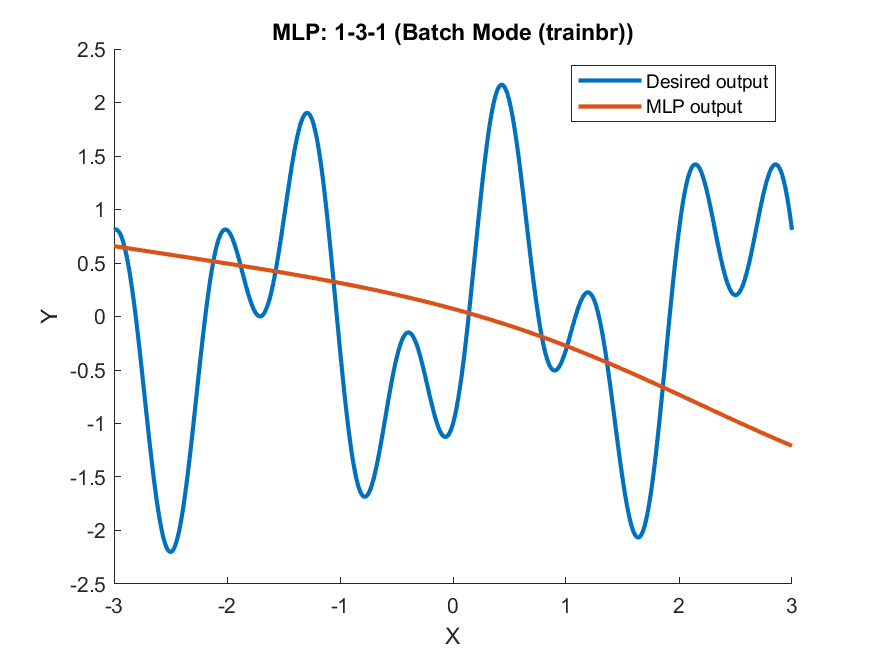 MLP: 1-3-1 (Batch Mode (trainbr))
Desired output
MLP output
2.5
2
1.5
1
0.5
0
-0.5
-1
-1.5
-2
-2.5
Y
-3 -2 -1 0 1 2 3
X